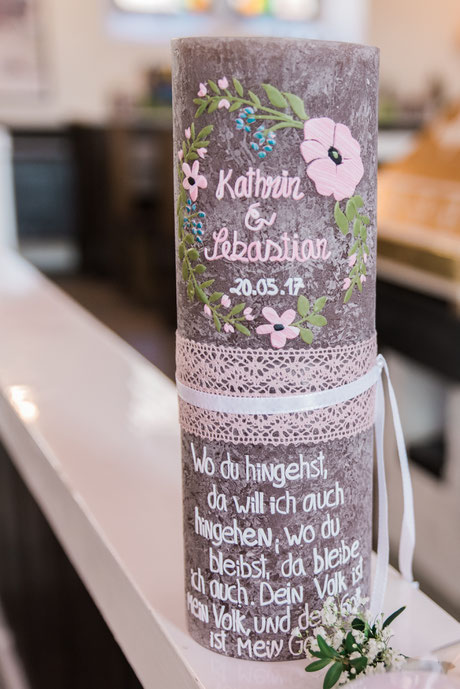 Kathrin
&
Sebastian
20.05.17
Wo du hingehst,
da will ich auch
hingehen; wo du
bleibst, da bleibe
ich auch. Dein Volk ist
mein Volk, und dein
ist mein